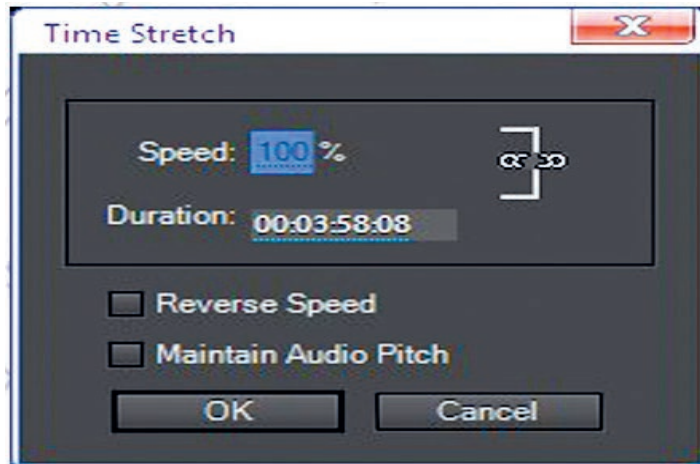 Time Stretch
Speed: 100 %
Duration: 00:03:58:08
Reverse Speed
Maintain Audio Pitch
OK Cancel